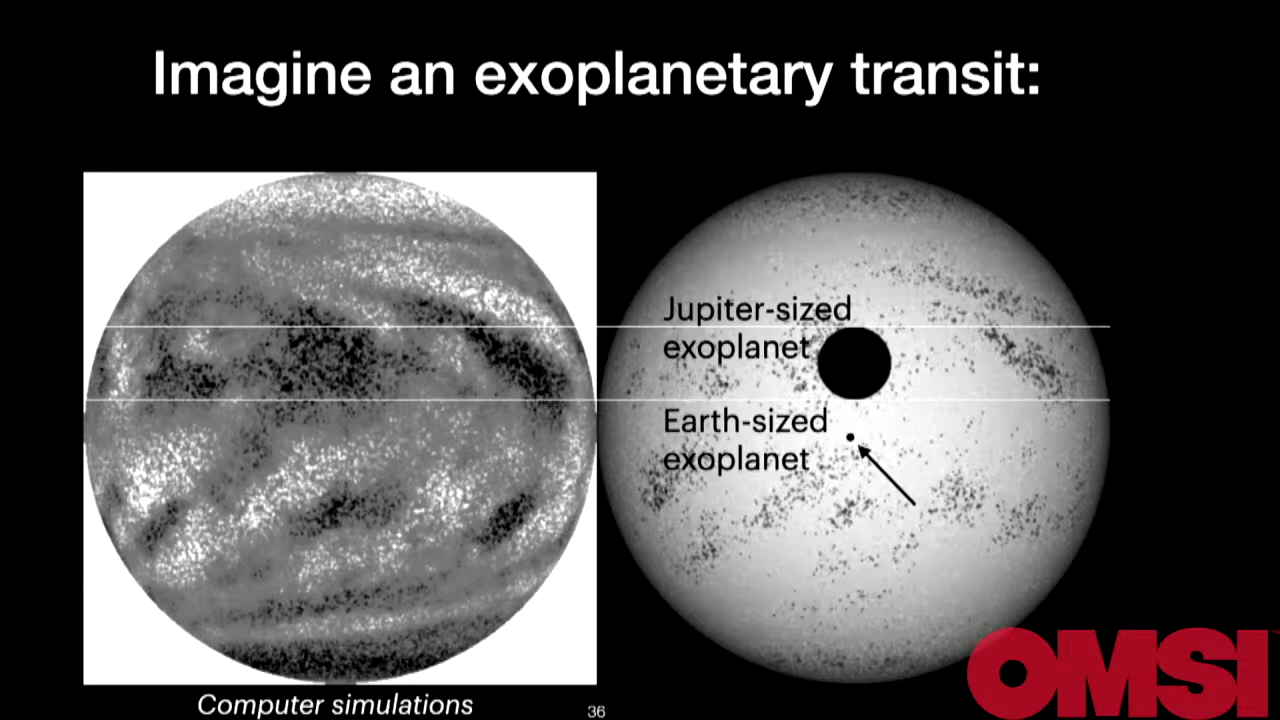 Imagine an exoplanetary transit:
Jupiter-sized
exoplanet
Earth-sized
exoplanet
Computer simulations
36
OMSI